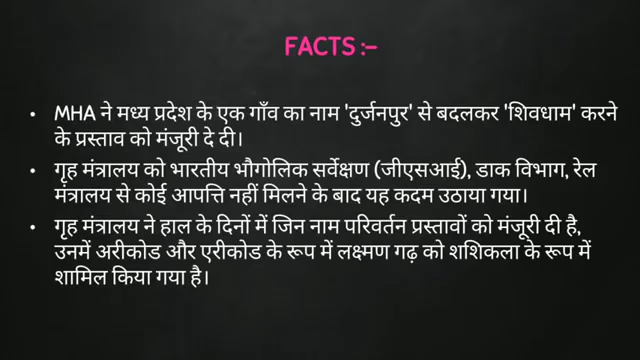 FACTS :–
• MHA ने मध्य प्रदेश के एक गाँव का नाम 'दुर्जनपुर' से बदलकर 'शिवधाम' करने
के प्रस्ताव को मंजूरी दे दी।
• गृह मंत्रालय को भारतीय भौगोलिक सर्वेक्षण (जीएसआई), डाक विभाग, रेल
मंत्रालय से कोई आपत्ति नहीं मिलने के बाद यह कदम उठाया गया।
• गृह मंत्रालय ने हाल के दिनों में जिन नाम परिवर्तन प्रस्तावों को मंजूरी दी है,
उनमें अरीकोड और एरीकोड के रूप में लक्ष्मण गढ़ को शशिकला के रूप में
शामिल किया गया है।